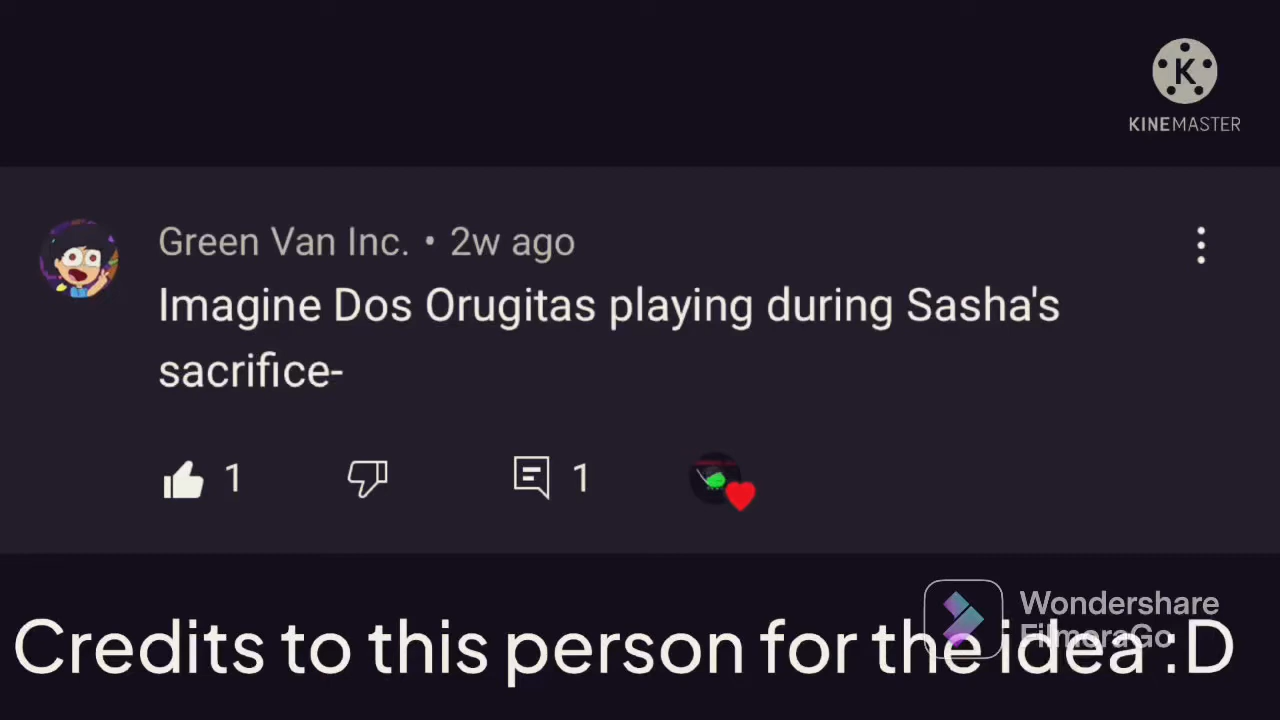 KINEMASTER
Green Van Inc. • 2w ago
Imagine Dos Orugitas playing during Sasha's
sacrifice-
1
1
Wondershare
FilmoraGo
Credits to this person for the idea :D